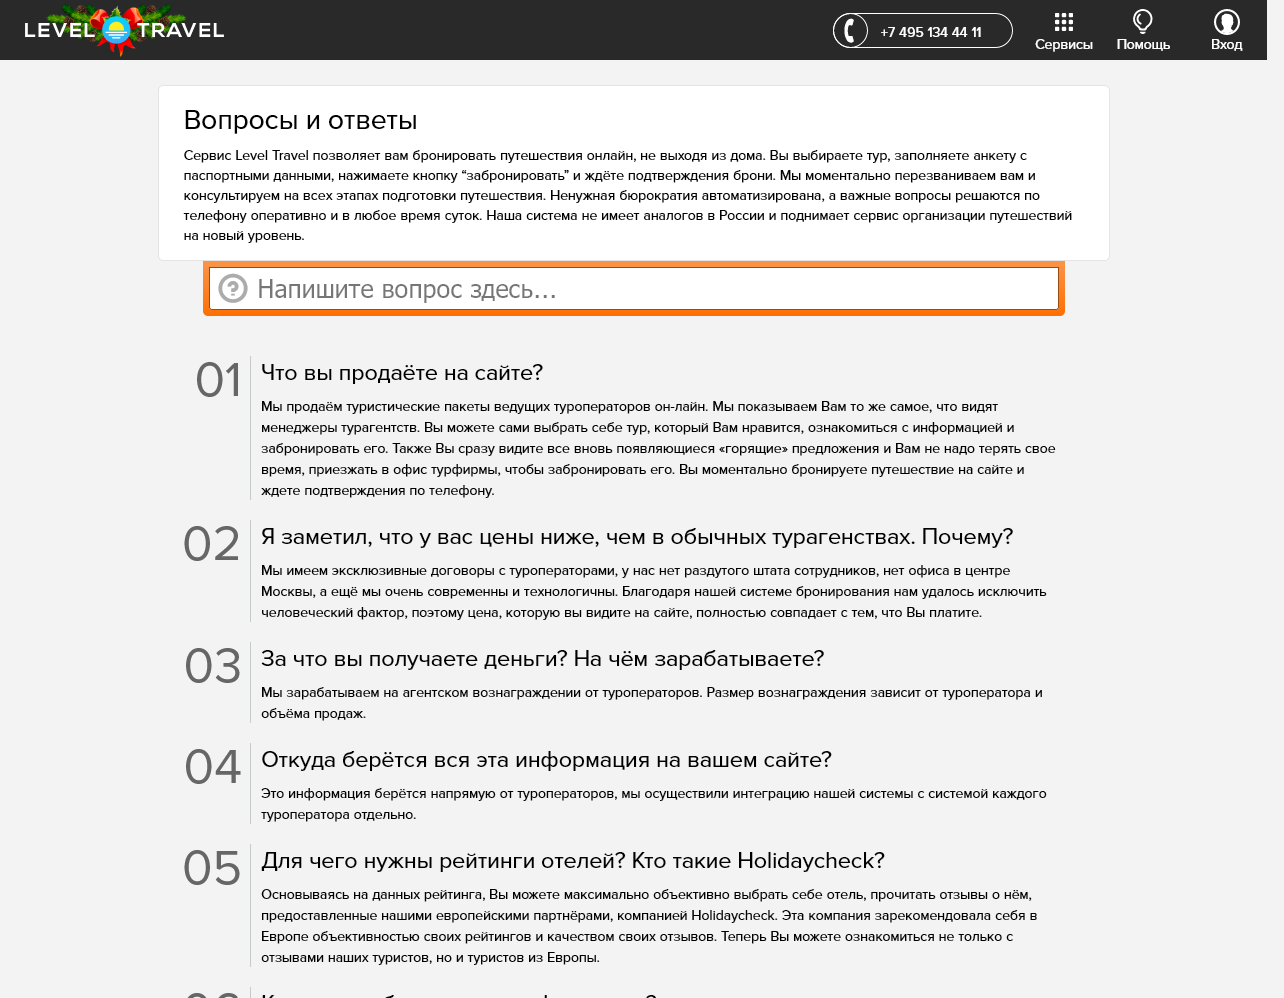 LEVEL TRAVEL
+7 495 134 44 11
Сервисы
Помощь
Вход
Вопросы и ответы
Сервис Level Travel позволяет вам бронировать путешествия онлайн, не выходя из дома. Вы выбираете тур, заполняете анкету с
паспортными данными, нажимаете кнопку “забронировать” и ждёте подтверждения брони. Мы моментально перезваниваем вам и
консультируем на всех этапах подготовки путешествия. Ненужная бюрократия автоматизирована, а важные вопросы решаются по
телефону оперативно и в любое время суток. Наша система не имеет аналогов в России и поднимает сервис организации путешествий
на новый уровень.
Напишите вопрос здесь...
01 Что вы продаёте на сайте?
Мы продаём туристические пакеты ведущих туроператоров он-лайн. Мы показываем Вам то же самое, что видят
менеджеры турагентств. Вы можете сами выбрать себе тур, который Вам нравится, ознакомиться с информацией и
забронировать его. Также Вы сразу видите все вновь появляющиеся «горящие» предложения и Вам не надо терять свое
время, приезжать в офис турфирмы, чтобы забронировать его. Вы моментально бронируете путешествие на сайте и
ждете подтверждения по телефону.
02 Я заметил, что у вас цены ниже, чем в обычных турагенствах. Почему?
Мы имеем эксклюзивные договоры с туроператорами, у нас нет раздутого штата сотрудников, нет офиса в центре
Москвы, а ещё мы очень современны и технологичны. Благодаря нашей системе бронирования нам удалось исключить
человеческий фактор, поэтому цена, которую вы видите на сайте, полностью совпадает с тем, что Вы платите.
03 За что вы получаете деньги? На чём зарабатываете?
Мы зарабатываем на агентском вознаграждении от туроператоров. Размер вознаграждения зависит от туроператора и
объёма продаж.
04 Откуда берётся вся эта информация на вашем сайте?
Это информация берётся напрямую от туроператоров, мы осуществили интеграцию нашей системы с системой каждого
туроператора отдельно.
05 Для чего нужны рейтинги отелей? Кто такие Holidaycheck?
Основываясь на данных рейтинга, Вы можете максимально объективно выбрать себе отель, прочитать отзывы о нём,
предоставленные нашими европейскими партнёрами, компанией Holidaycheck. Эта компания зарекомендовала себя в
Европе объективностью своих рейтингов и качеством своих отзывов. Теперь Вы можете ознакомиться не только с
отзывами наших туристов, но и туристов из Европы.